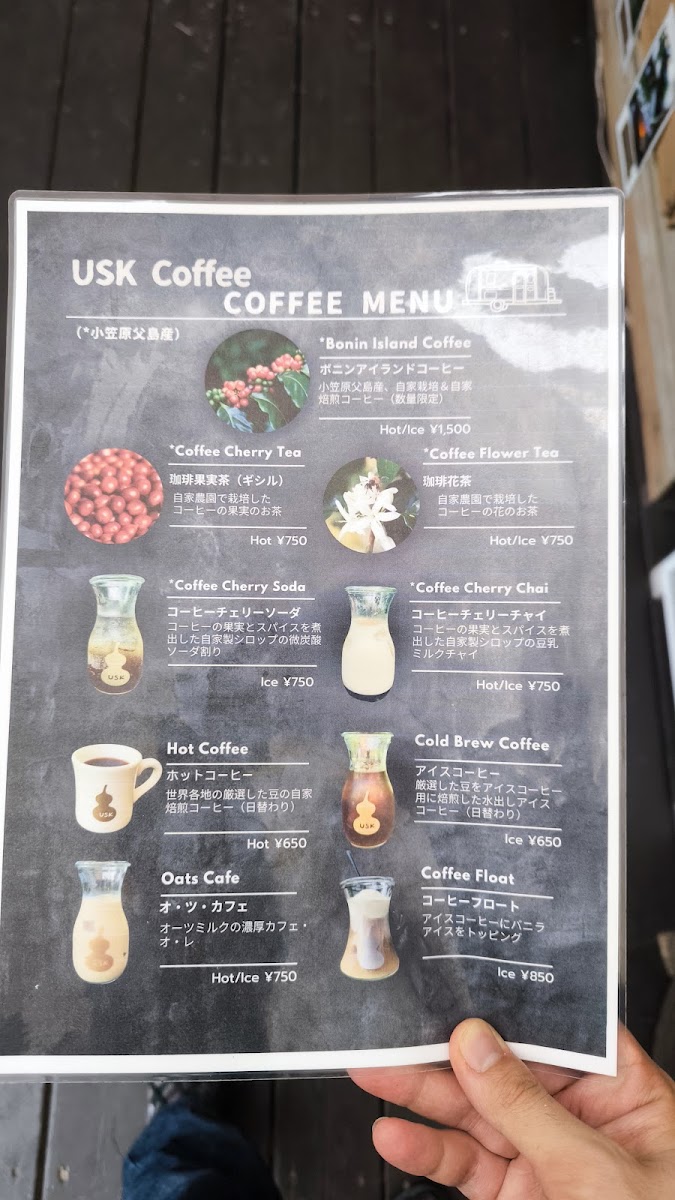 USK Coffee
COFFEE MENU
(*小笠原父島産)
*Bonin Island Coffee
ボニンアイランドコーヒー
小笠原父島産、自家栽培&自家
焙煎コーヒー（数量限定）
Hot/Ice ¥1,500
*Coffee Cherry Tea
珈琲果実茶（ギシル）
自家農園で栽培した
コーヒーの果実のお茶
Hot ¥750
*Coffee Flower Tea
珈琲花茶
自家農園で栽培した
コーヒーの花のお茶
Hot/Ice ¥750
*Coffee Cherry Soda
コーヒーチェリーソーダ
コーヒーの果実とスパイスを煮
出した自家製シロップの微炭酸
ソーダ割り
Ice ¥750
USK
*Coffee Cherry Chai
コーヒーチェリーチャイ
コーヒーの果実とスパイスを煮
出した自家製シロップの豆乳
ミルクチャイ
Hot/Ice ¥750
Hot Coffee
ホットコーヒー
世界各地の厳選した豆の自家
焙煎コーヒー（日替わり）
Hot ¥650
USK
Cold Brew Coffee
アイスコーヒー
厳選した豆をアイスコーヒー
用に焙煎した水出しアイス
コーヒー（日替わり）
Ice ¥650
USK
Oats Cafe
オ・ツ・カフェ
オーツミルクの濃厚カフェ・
オ・レ
Hot/Ice ¥750
Coffee Float
コーヒーフロート
アイスコーヒーにバニラ
アイスをトッピング
Ice ¥850